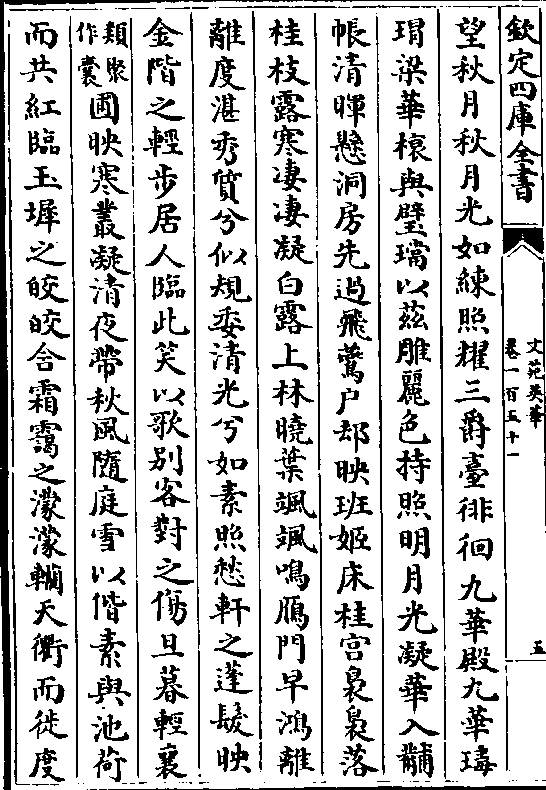 欽定四庫全書
文苑英華
卷一百五十一
五
望秋月秋月光如練照耀三爵臺徘徊九華殿九華瑇
瑁梁華榱與璧璫以茲雕麗色持照明月光凝華入黼
帳清暉懸洞房先過飛鷰户却映班姬床桂宫裊裊落
桂枝露寒凄凄凝白露上林曉葉颯颯鳴鴈門早鴻離
離度湛秀質兮似規委清光兮如素照愁軒之蓬髮映
金階之輕步居人臨此笑以歌别客對之傷旦暮輕襄
類聚作褰
圃映寒叢凝清夜帶秋風隨庭雪以偕素與池荷
而共紅臨玉墀之皎皎含霜靄之濛濛輾天衢而徙度